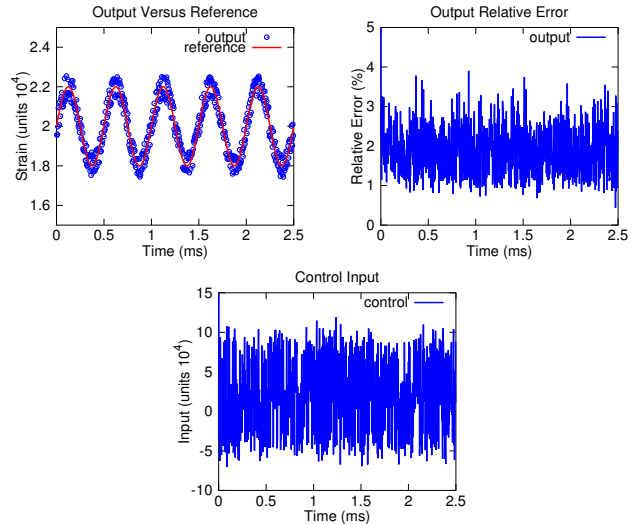 Output Versus Reference
output
reference
2.4
2.2
2
1.8
1.6
Strain (units 10^4)
0 0.5 1 1.5 2 2.5
Time (ms)
Output Relative Error
output
5
4
3
2
1
0
Relative Error (%)
0 0.5 1 1.5 2 2.5
Time (ms)
Control Input
control
15
10
5
0
-5
-10
Input (units 10^4)
0 0.5 1 1.5 2 2.5
Time (ms)